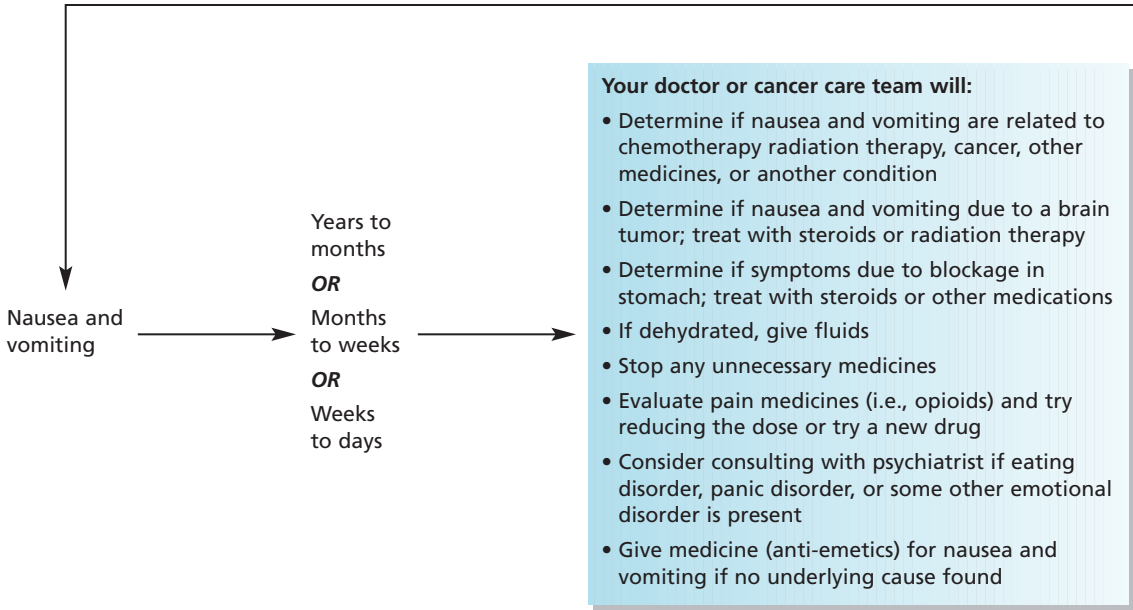 Nausea and
vomiting
Years to
months
OR
Months
to weeks
OR
Weeks
to days
Your doctor or cancer care team will:
• Determine if nausea and vomiting are related to
chemotherapy radiation therapy, cancer, other
medicines, or another condition
• Determine if nausea and vomiting due to a brain
tumor; treat with steroids or radiation therapy
• Determine if symptoms due to blockage in
stomach; treat with steroids or other medications
• If dehydrated, give fluids
• Stop any unnecessary medicines
• Evaluate pain medicines (i.e., opioids) and try
reducing the dose or try a new drug
• Consider consulting with psychiatrist if eating
disorder, panic disorder, or some other emotional
disorder is present
• Give medicine (anti-emetics) for nausea and
vomiting if no underlying cause found